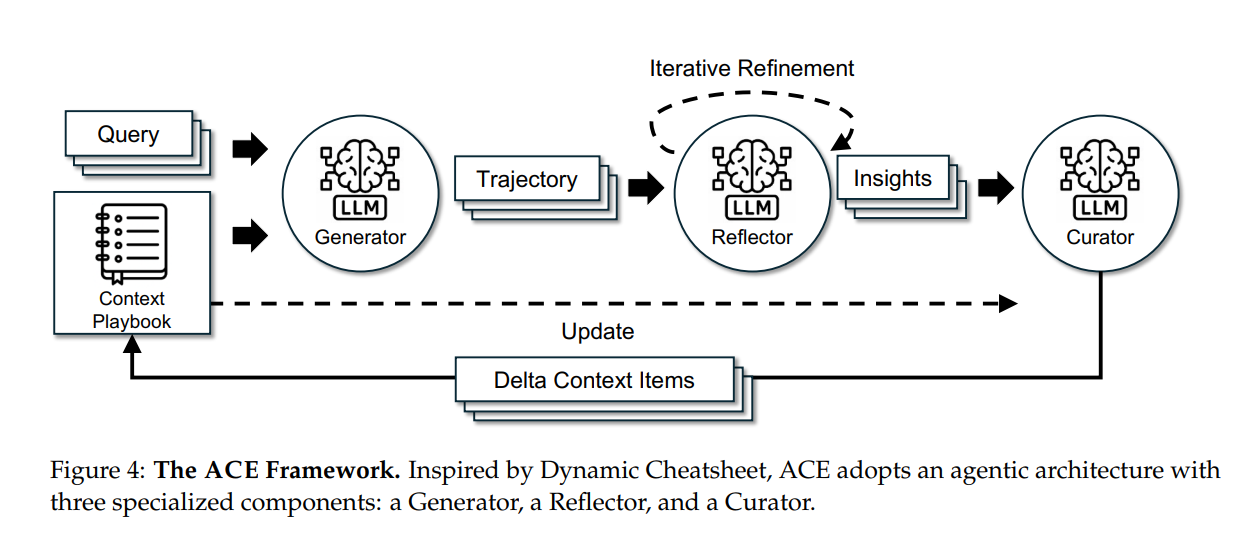 Iterative Refinement
Query
LLM
Generator
Trajectory
LLM
Reflector
Insights
LLM
Curator
Context
Playbook
Update
Delta Context Items
Figure 4: The ACE Framework. Inspired by Dynamic Cheatsheet, ACE adopts an agentic architecture with
three specialized components: a Generator, a Reflector, and a Curator.